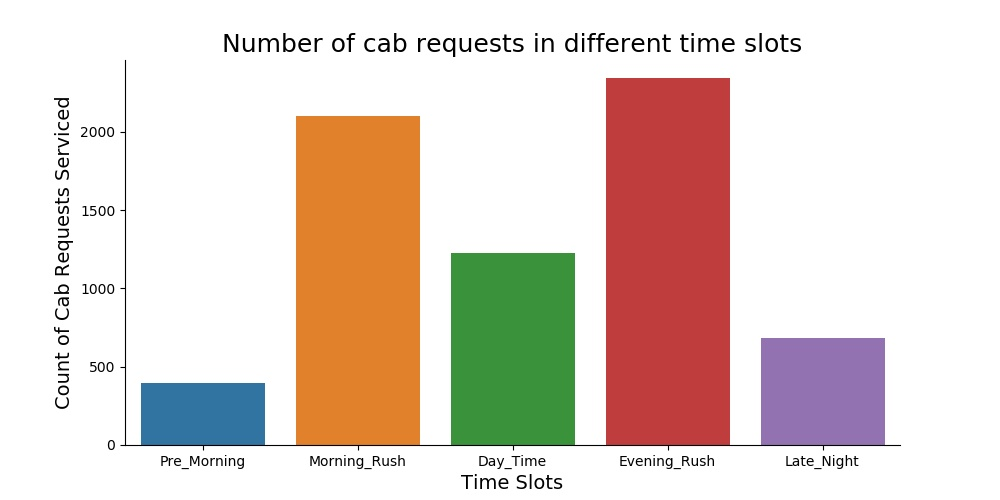 Number of cab requests in different time slots
Count of Cab Requests Serviced
2000
1500
1000
500
0
Pre_Morning Morning_Rush Day_Time Evening_Rush Late_Night
Time Slots